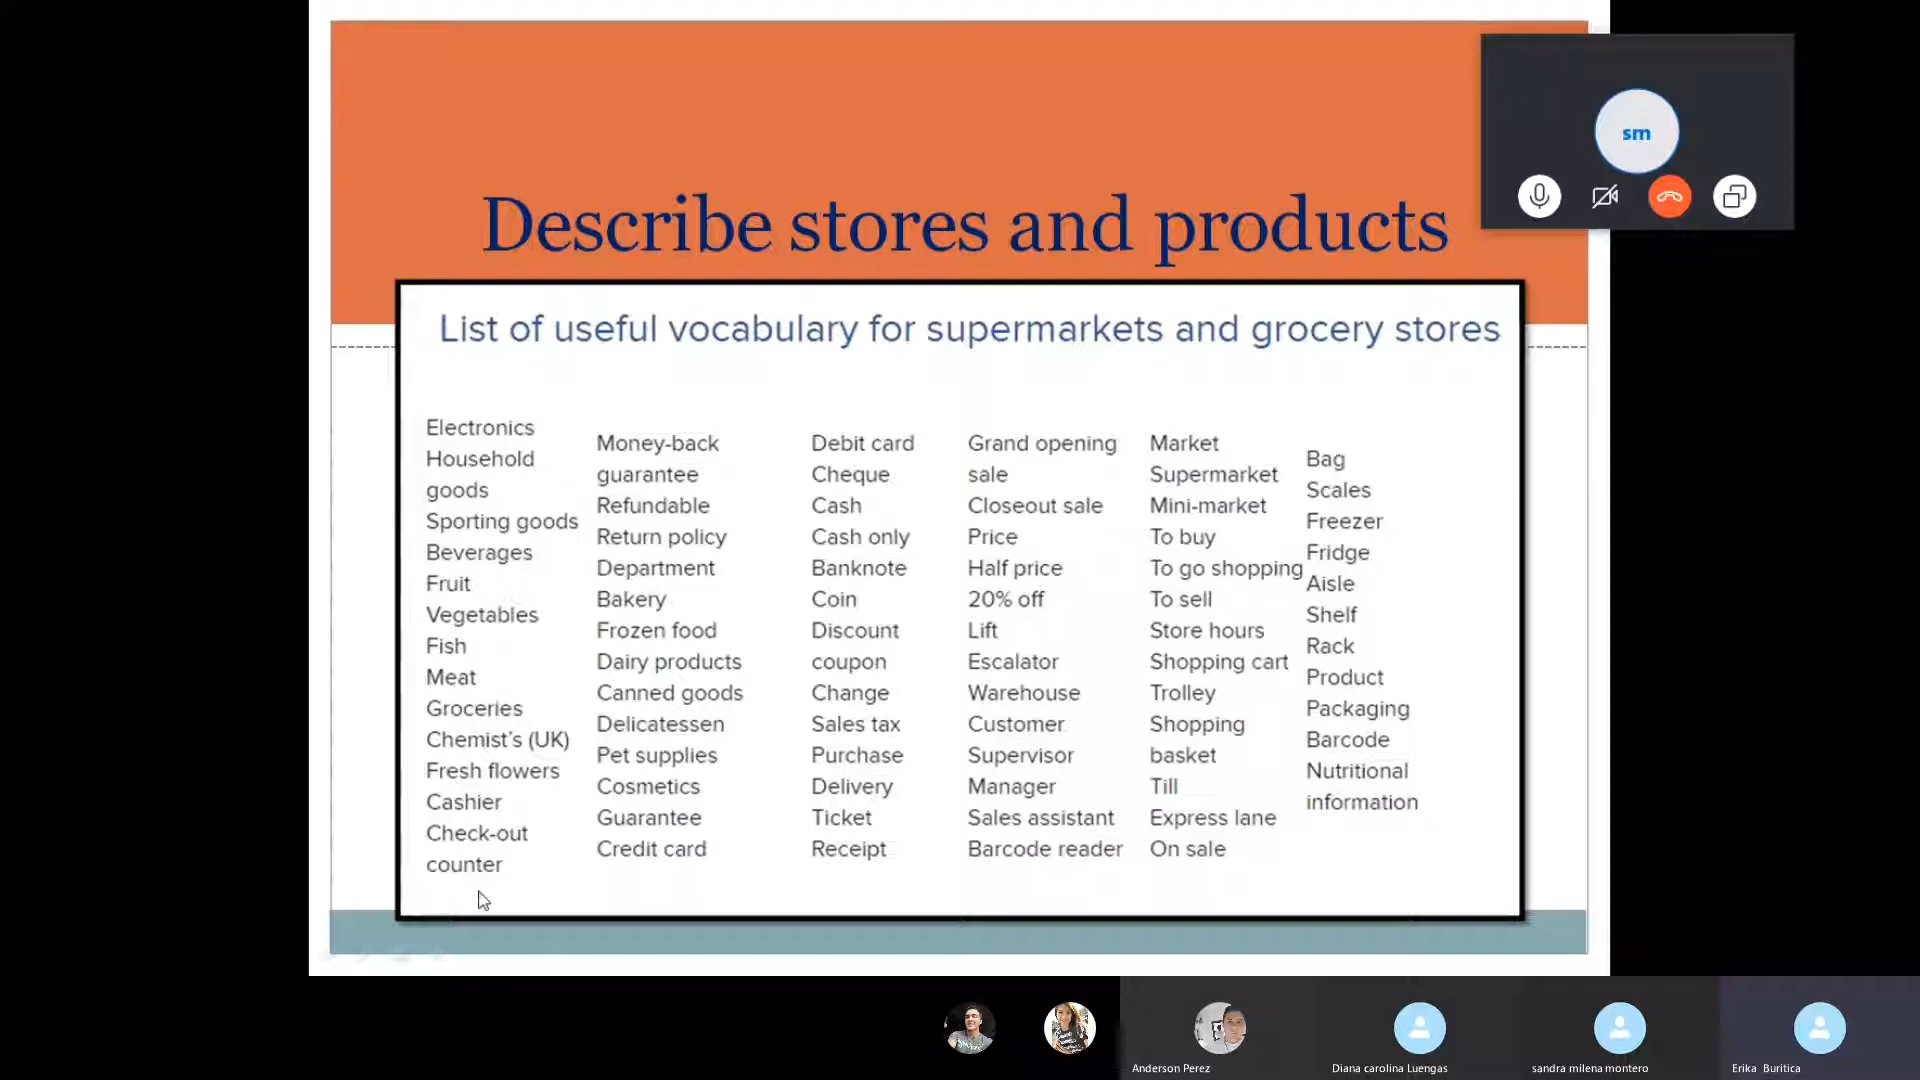 Describe stores and products
sm
List of useful vocabulary for supermarkets and grocery stores
Electronics
Household
goods
Sporting goods
Beverages
Fruit
Vegetables
Fish
Meat
Groceries
Chemist's (UK)
Fresh flowers
Cashier
Check-out
counter
Money-back
guarantee
Refundable
Return policy
Department
Bakery
Frozen food
Dairy products
Canned goods
Delicatessen
Pet supplies
Cosmetics
Guarantee
Credit card
Debit card
Cheque
Cash
Cash only
Banknote
Coin
Discount
coupon
Change
Sales tax
Purchase
Delivery
Ticket
Receipt
Grand opening
sale
Closeout sale
Price
Half price
20% off
Lift
Escalator
Warehouse
Customer
Supervisor
Manager
Sales assistant
Barcode reader
Market
Supermarket
Mini-market
To buy
To go shopping
To sell
Store hours
Shopping cart
Trolley
Shopping
basket
Till
Express lane
On sale
Bag
Scales
Freezer
Fridge
Aisle
Shelf
Rack
Product
Packaging
Barcode
Nutritional
information
Anderson Perez
Diana carolina Luengas
sandra milena montero
Erika Buritica